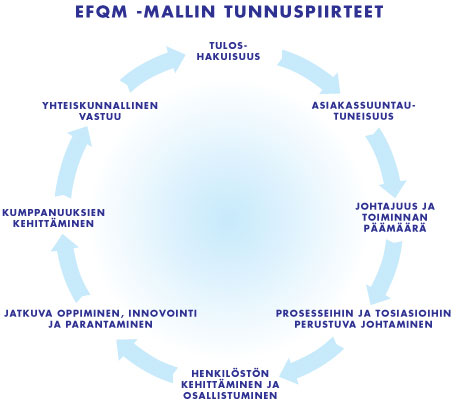 EFQM -MALLIN TUNNUSPIIRTEET
TULOS-
HAKUISUUS
ASIAKASSUUNTAU-
TUNEISUUS
JOHTAJUUS JA
TOIMINNAN
PÄÄMÄÄRÄ
PROSESSEIHIN JA TOSIASIOIHIN
PERUSTUVA JOHTAMINEN
HENKILÖSTÖN
KEHITTÄMINEN JA
OSALLISTUMINEN
JATKUVA OPPIMINEN, INNOVOINTI
JA PARANTAMINEN
KUMPPANUUKSIEN
KEHITTÄMINEN
YHTEISKUNNALLINEN
VASTUU